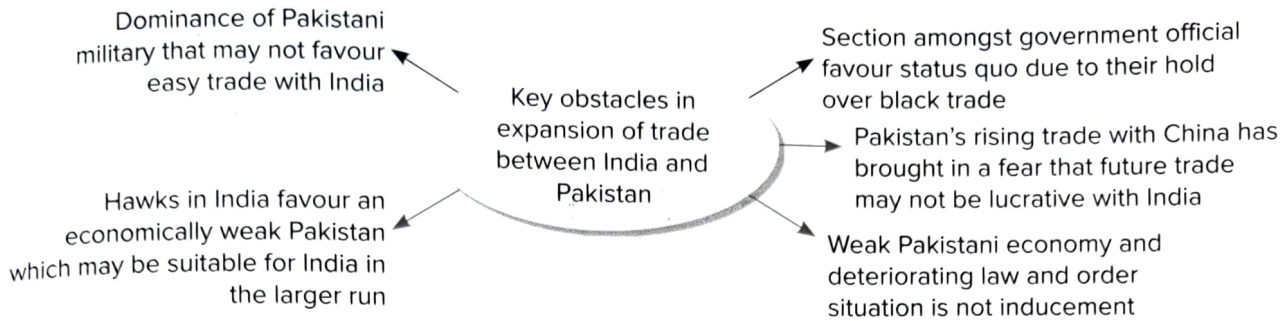 Dominance of Pakistani
military that may not favour
easy trade with India
Key obstacles in
expansion of trade
between India and
Pakistan
Section amongst government official
favour status quo due to their hold
over black trade
Pakistan's rising trade with China has
brought in a fear that future trade
may not be lucrative with India
Hawks in India favour an
economically weak Pakistan
which may be suitable for India in
the larger run
Weak Pakistani economy and
deteriorating law and order
situation is not inducement